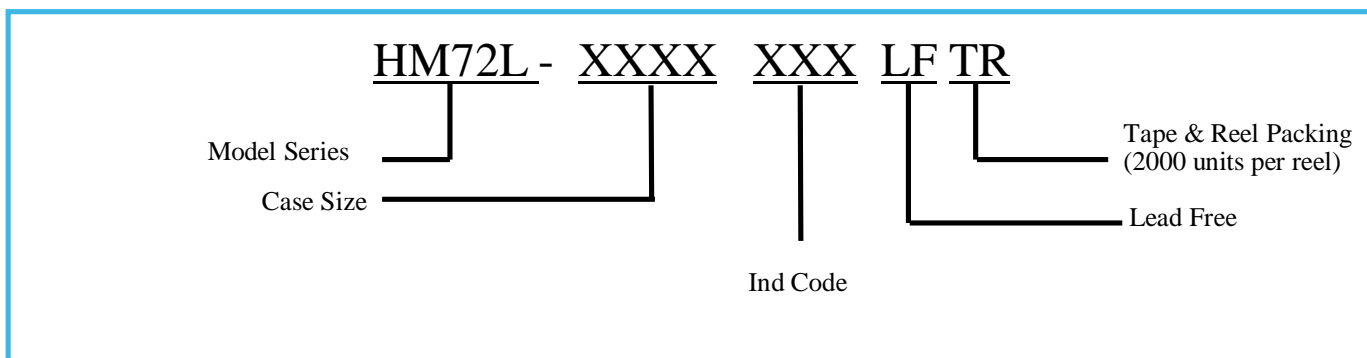 HM72L - XXXX XXX LF TR
Model Series
Case Size
Ind Code
Tape & Reel Packing
(2000 units per reel)
Lead Free